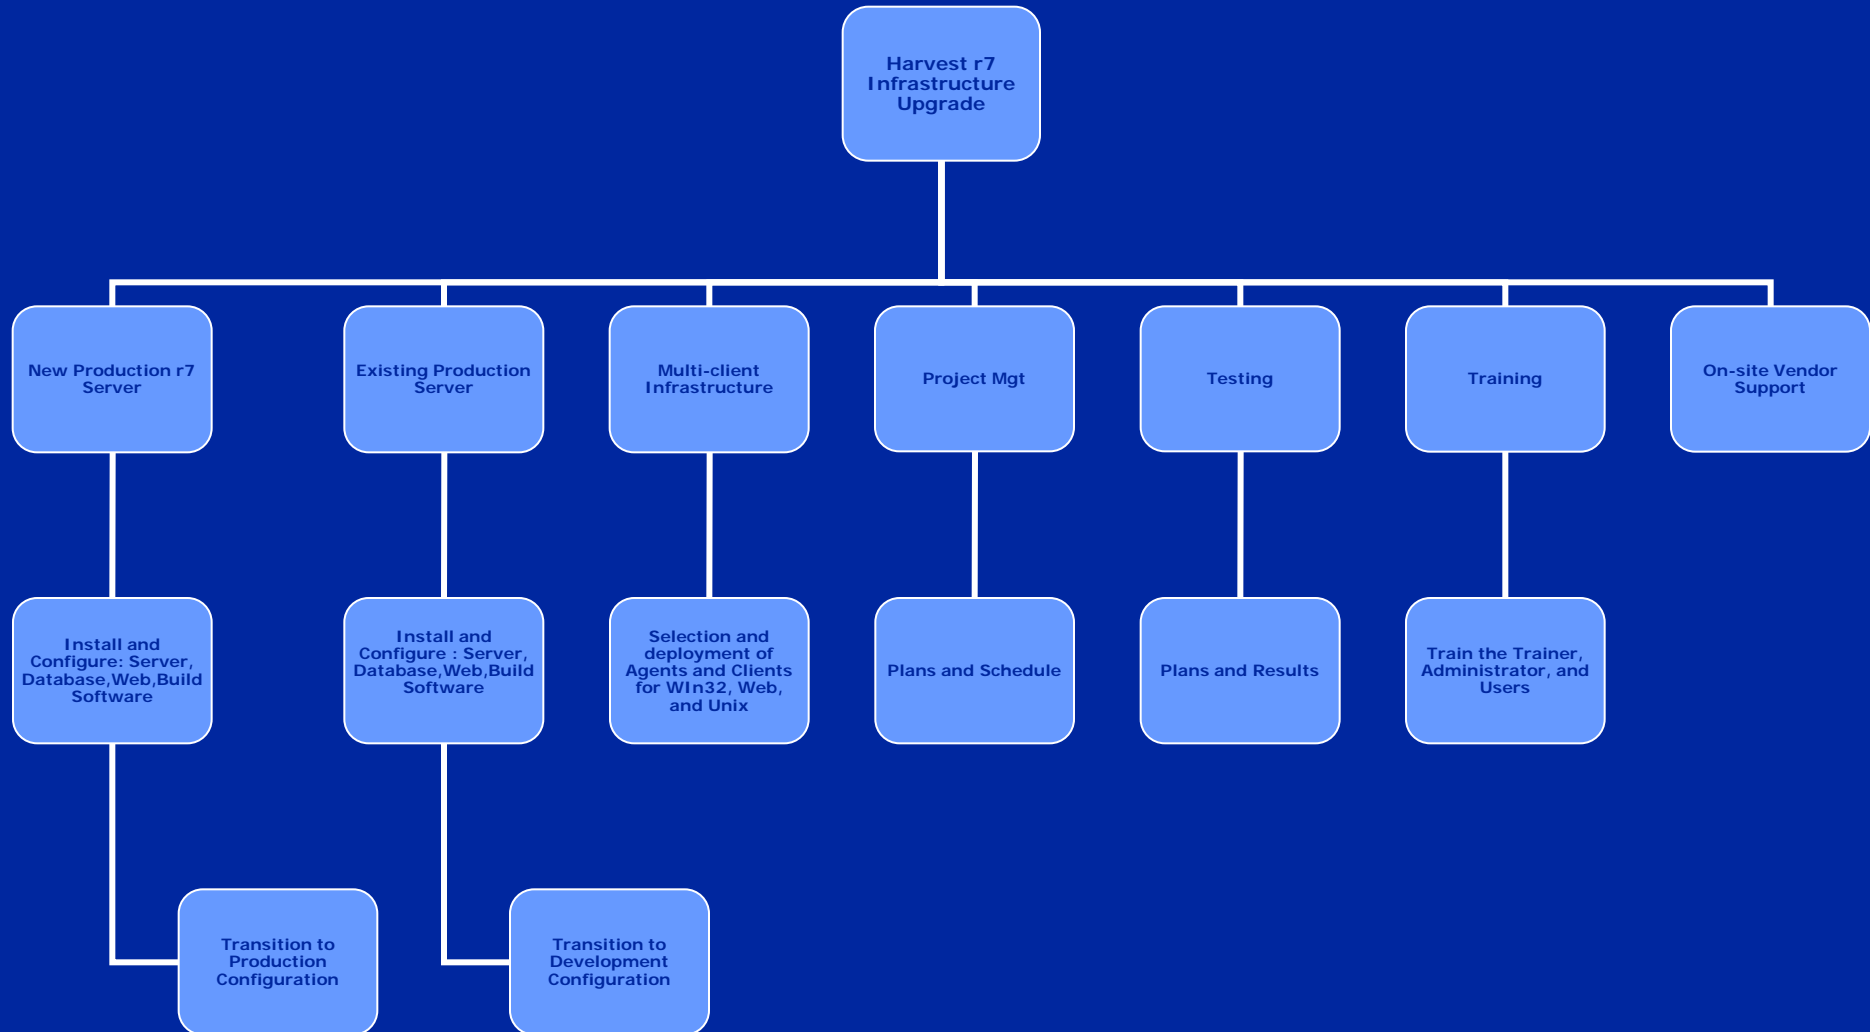 Harvest r7
Infrastructure
Upgrade
New Production r7
Server
Existing Production
Server
Multi-client
Infrastructure
Project Mgt
Testing
Training
On-site Vendor
Support
Install and
Configure: Server,
Database,Web,Build
Software
Install and
Configure : Server,
Database,Web,Build
Software
Selection and
deployment of
Agents and Clients
for WIn32, Web,
and Unix
Plans and Schedule
Plans and Results
Train the Trainer,
Administrator, and
Users
Transition to
Production
Configuration
Transition to
Development
Configuration